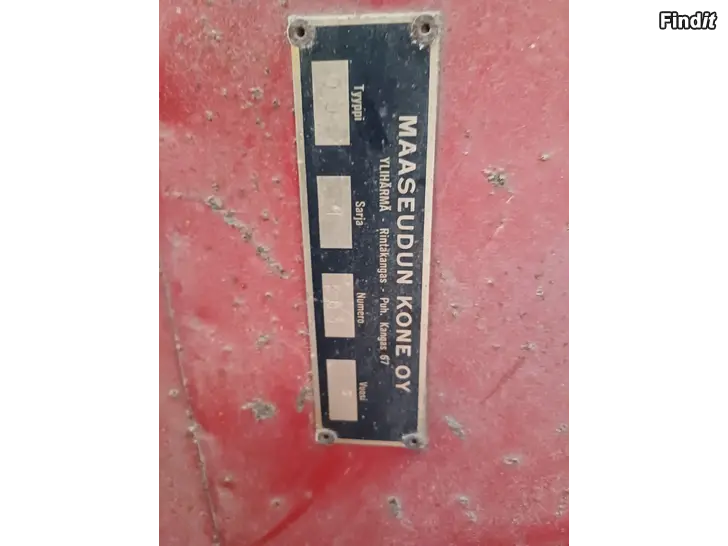 MAASEUDUN KONE OY
YLIHÄRMÄ - Rintakangas - Puh. Kangas 67
Tyyppi Sarja Numero Vuosi
Findit